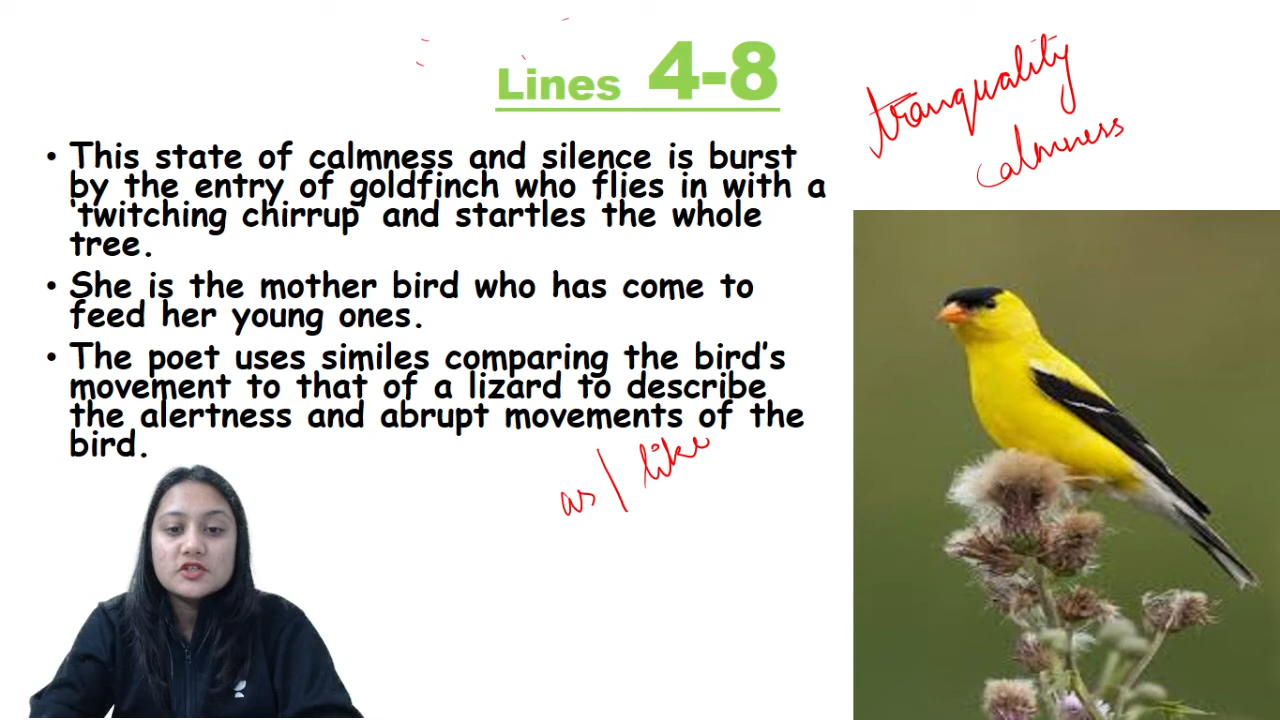 Lines 4-8
tranquality
calmness
• This state of calmness and silence is burst
by the entry of goldfinch who flies in with a
‘twitching chirrup’ and startles the whole
tree.
• She is the mother bird who has come to
feed her young ones.
• The poet uses similes comparing the bird’s
movement to that of a lizard to describe
the alertness and abrupt movements of the
bird.
as/like